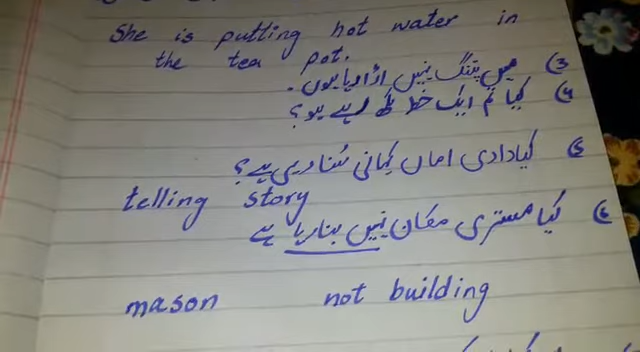 She is putting hot water in
the tea pot.
3) میں پتنگ نہیں اڑا رہا ہوں۔
4) کیا تم ایک خط لکھ رہے ہو؟
5) کیا دادی اماں کہانی سنا رہی ہے؟
telling story
6) کیا مستری مکان نہیں بنا رہا ہے
mason not building